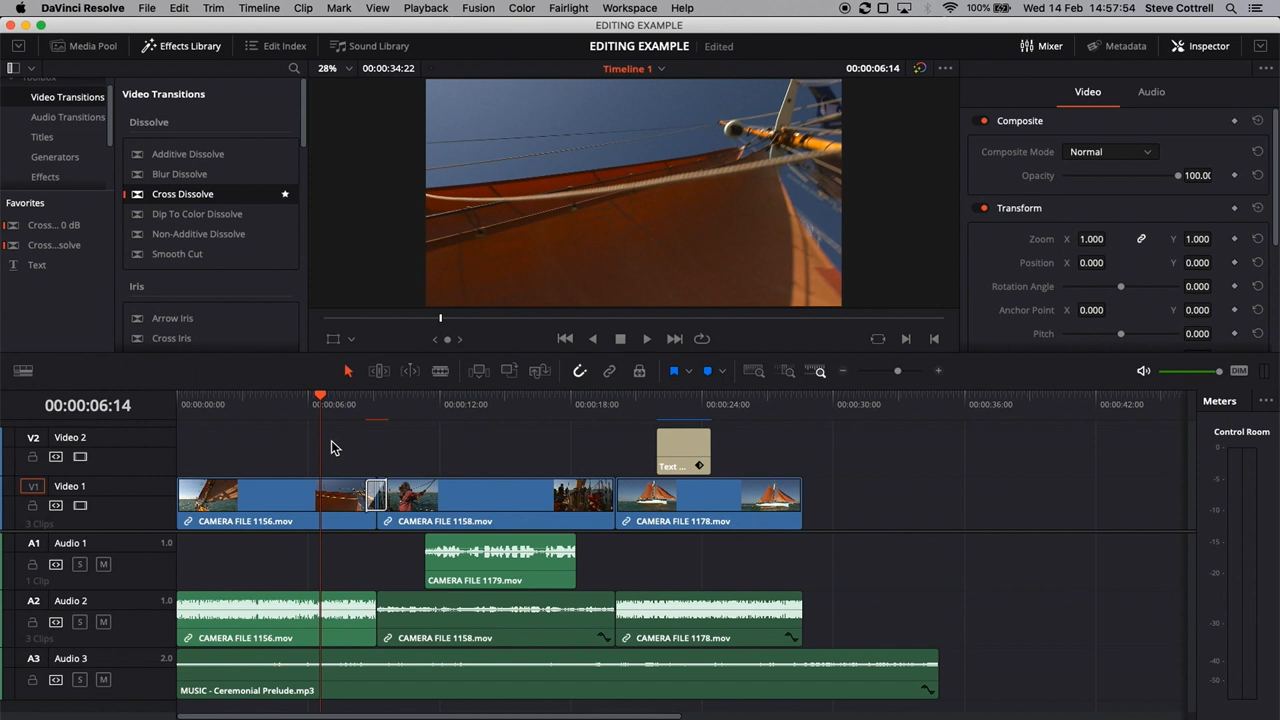 DaVinci Resolve File Edit Trim Timeline Clip Mark View Playback Fusion Color Fairlight Workspace Help 100% Wed 14 Feb 14:57:54 Steve Cottrell
EDITING EXAMPLE
Media Pool Effects Library Edit Index Sound Library EDITING EXAMPLE Edited Mixer Metadata Inspector
28% 00:00:34:22 Timeline 1 00:00:06:14
Toolbox
Video Transitions
Audio Transitions
Titles
Generators
Effects
Favorites
Cross... 0 dB
Cross...solve
Text
Video Transitions
Dissolve
Additive Dissolve
Blur Dissolve
Cross Dissolve
Dip To Color Dissolve
Non-Additive Dissolve
Smooth Cut
Iris
Arrow Iris
Cross Iris
Video Audio
Composite
Composite Mode Normal
Opacity 100.00
Transform
Zoom X 1.000 Y 1.000
Position X 0.000 Y 0.000
Rotation Angle 0.000
Anchor Point X 0.000 Y 0.000
Pitch 0.000
DIM
00:00:06:14
00:00:00:00 00:00:06:00 00:00:12:00 00:00:18:00 00:00:24:00 00:00:30:00 00:00:36:00 00:00:42:00
Meters
Control Room
V2 Video 2
Text ...
V1 Video 1
3 Clips
CAMERA FILE 1156.mov CAMERA FILE 1158.mov CAMERA FILE 1178.mov
A1 Audio 1 1.0
S M
1 Clip
CAMERA FILE 1179.mov
A2 Audio 2 1.0
S M
3 Clips
CAMERA FILE 1156.mov CAMERA FILE 1158.mov CAMERA FILE 1178.mov
A3 Audio 3 2.0
S M
MUSIC - Ceremonial Prelude.mp3
0
-5
-10
-15
-20
-30
-40
-50